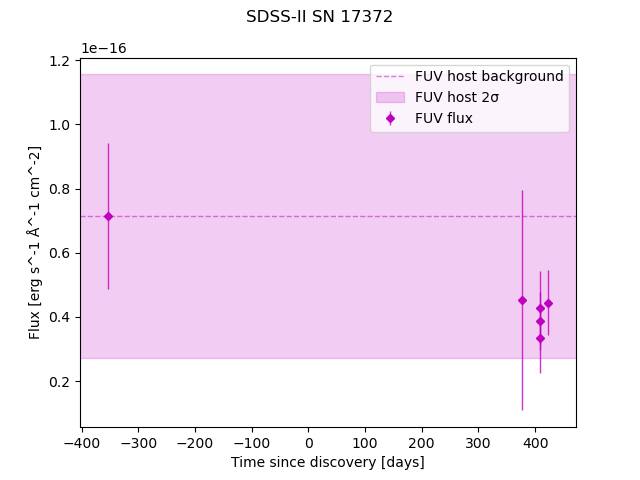 SDSS-II SN 17372
1e−16
FUV host background
FUV host 2σ
FUV flux
1.2
1.0
0.8
0.6
0.4
0.2
Flux [erg s^-1 Å^-1 cm^-2]
−400 −300 −200 −100 0 100 200 300 400
Time since discovery [days]